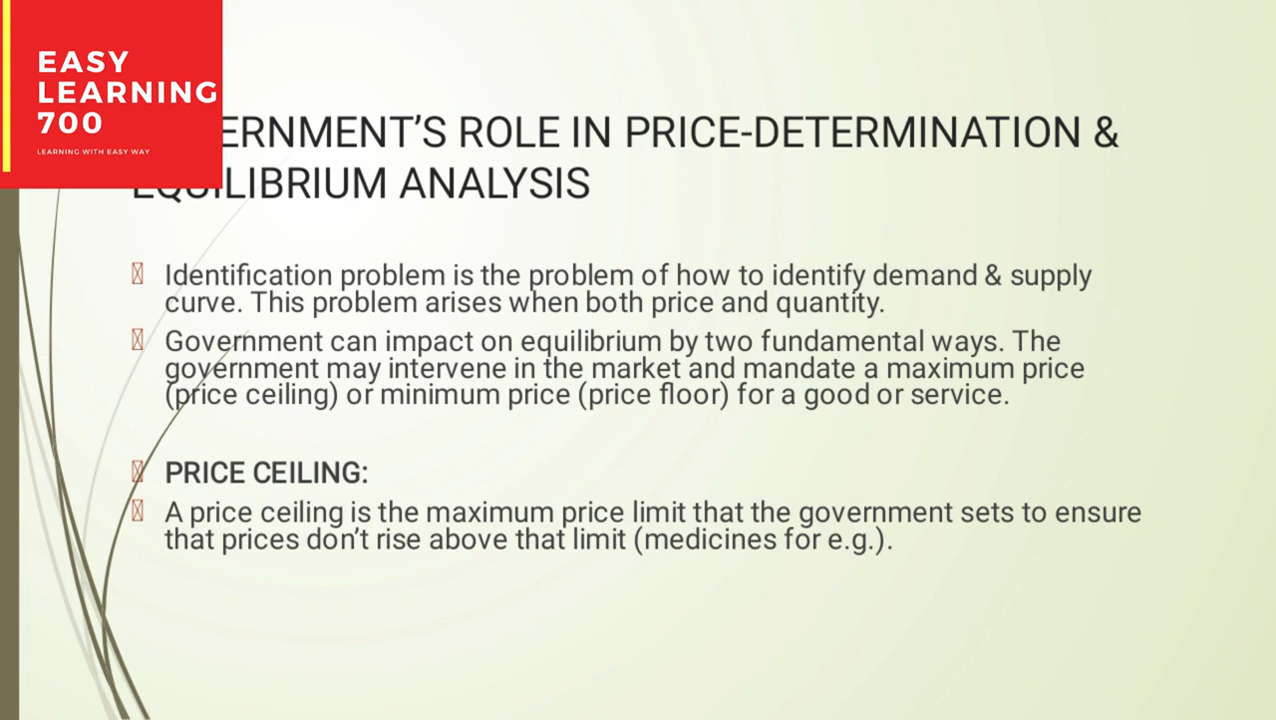 EASY
LEARNING
700
LEARNING WITH EASY WAY
ERNMENT’S ROLE IN PRICE-DETERMINATION &
EQUILIBRIUM ANALYSIS
Identification problem is the problem of how to identify demand & supply
curve. This problem arises when both price and quantity.
Government can impact on equilibrium by two fundamental ways. The
government may intervene in the market and mandate a maximum price
(price ceiling) or minimum price (price floor) for a good or service.
PRICE CEILING:
A price ceiling is the maximum price limit that the government sets to ensure
that prices don’t rise above that limit (medicines for e.g.).